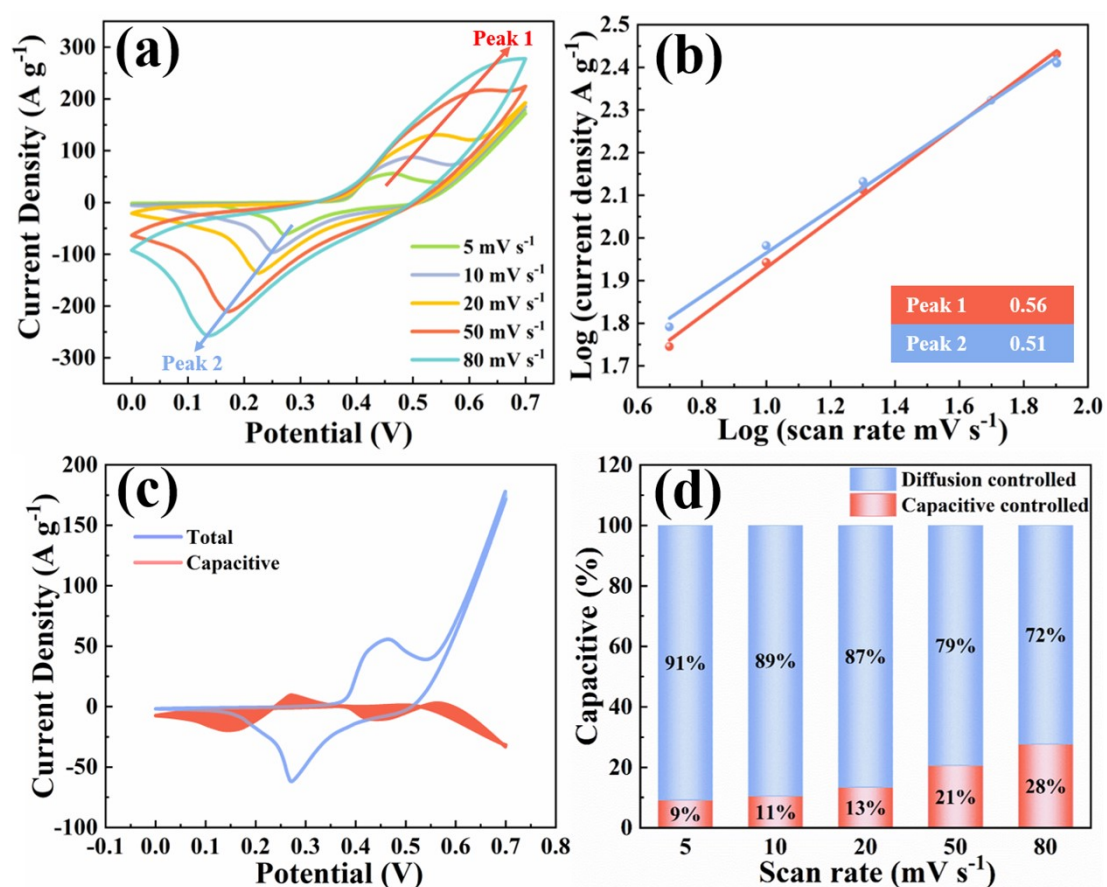 (a)
Current Density (A g⁻¹)
300
200
100
0
-100
-200
-300
Peak 1
Peak 2
5 mV s⁻¹
10 mV s⁻¹
20 mV s⁻¹
50 mV s⁻¹
80 mV s⁻¹
0.0 0.1 0.2 0.3 0.4 0.5 0.6 0.7
Potential (V)
(b)
Log (current density A g⁻¹)
2.5
2.4
2.3
2.2
2.1
2.0
1.9
1.8
1.7
Peak 1 0.56
Peak 2 0.51
0.6 0.8 1.0 1.2 1.4 1.6 1.8 2.0
Log (scan rate mV s⁻¹)
(c)
Current Density (A g⁻¹)
200
150
100
50
0
-50
-100
Total
Capacitive
-0.1 0.0 0.1 0.2 0.3 0.4 0.5 0.6 0.7 0.8
Potential (V)
(d)
Capacitive (%)
120
100
80
60
40
20
0
Diffusion controlled
Capacitive controlled
91% 89% 87% 79% 72%
9% 11% 13% 21% 28%
5 10 20 50 80
Scan rate (mV s⁻¹)